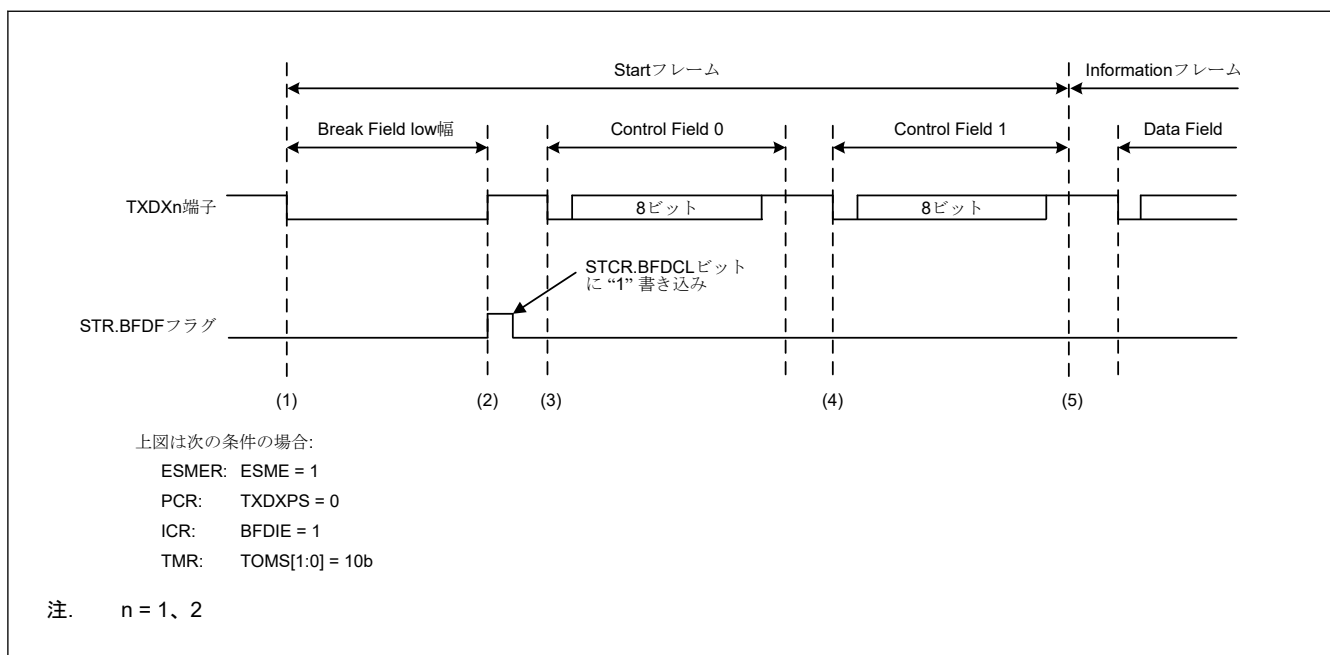 Startフレーム
Informationフレーム
Break Field low幅
Control Field 0
Control Field 1
Data Field
TXDXn端子
8ビット
8ビット
STCR.BFDCLビット
に “1” 書き込み
STR.BFDFフラグ
(1)
(2)
(3)
(4)
(5)
上図は次の条件の場合:
ESMER: ESME = 1
PCR: TXDXPS = 0
ICR: BFDIE = 1
TMR: TOMS[1:0] = 10b
注. n = 1、2